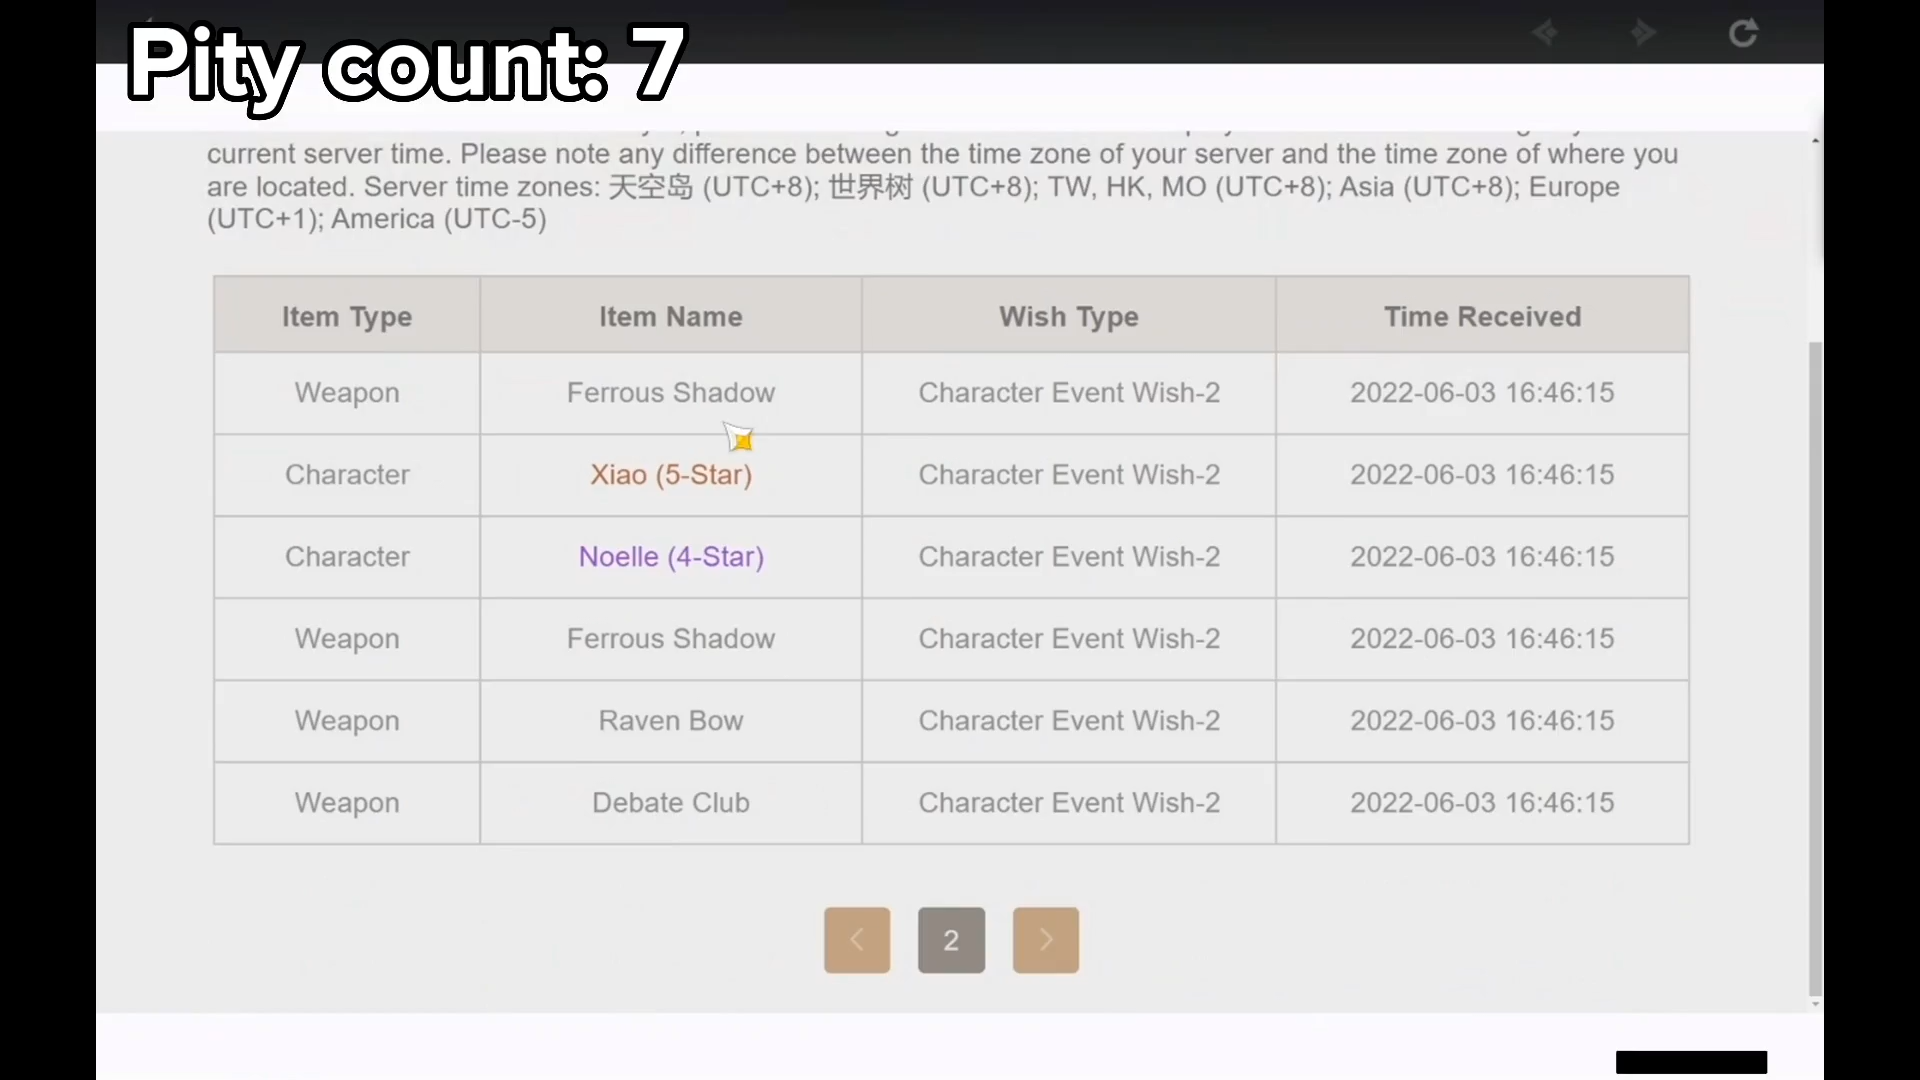 Pity count: 7
current server time. Please note any difference between the time zone of your server and the time zone of where you
are located. Server time zones: 天空岛 (UTC+8); 世界树 (UTC+8); TW, HK, MO (UTC+8); Asia (UTC+8); Europe
(UTC+1); America (UTC-5)
Item Type Item Name Wish Type Time Received
Weapon Ferrous Shadow Character Event Wish-2 2022-06-03 16:46:15
Character Xiao (5-Star) Character Event Wish-2 2022-06-03 16:46:15
Character Noelle (4-Star) Character Event Wish-2 2022-06-03 16:46:15
Weapon Ferrous Shadow Character Event Wish-2 2022-06-03 16:46:15
Weapon Raven Bow Character Event Wish-2 2022-06-03 16:46:15
Weapon Debate Club Character Event Wish-2 2022-06-03 16:46:15
2